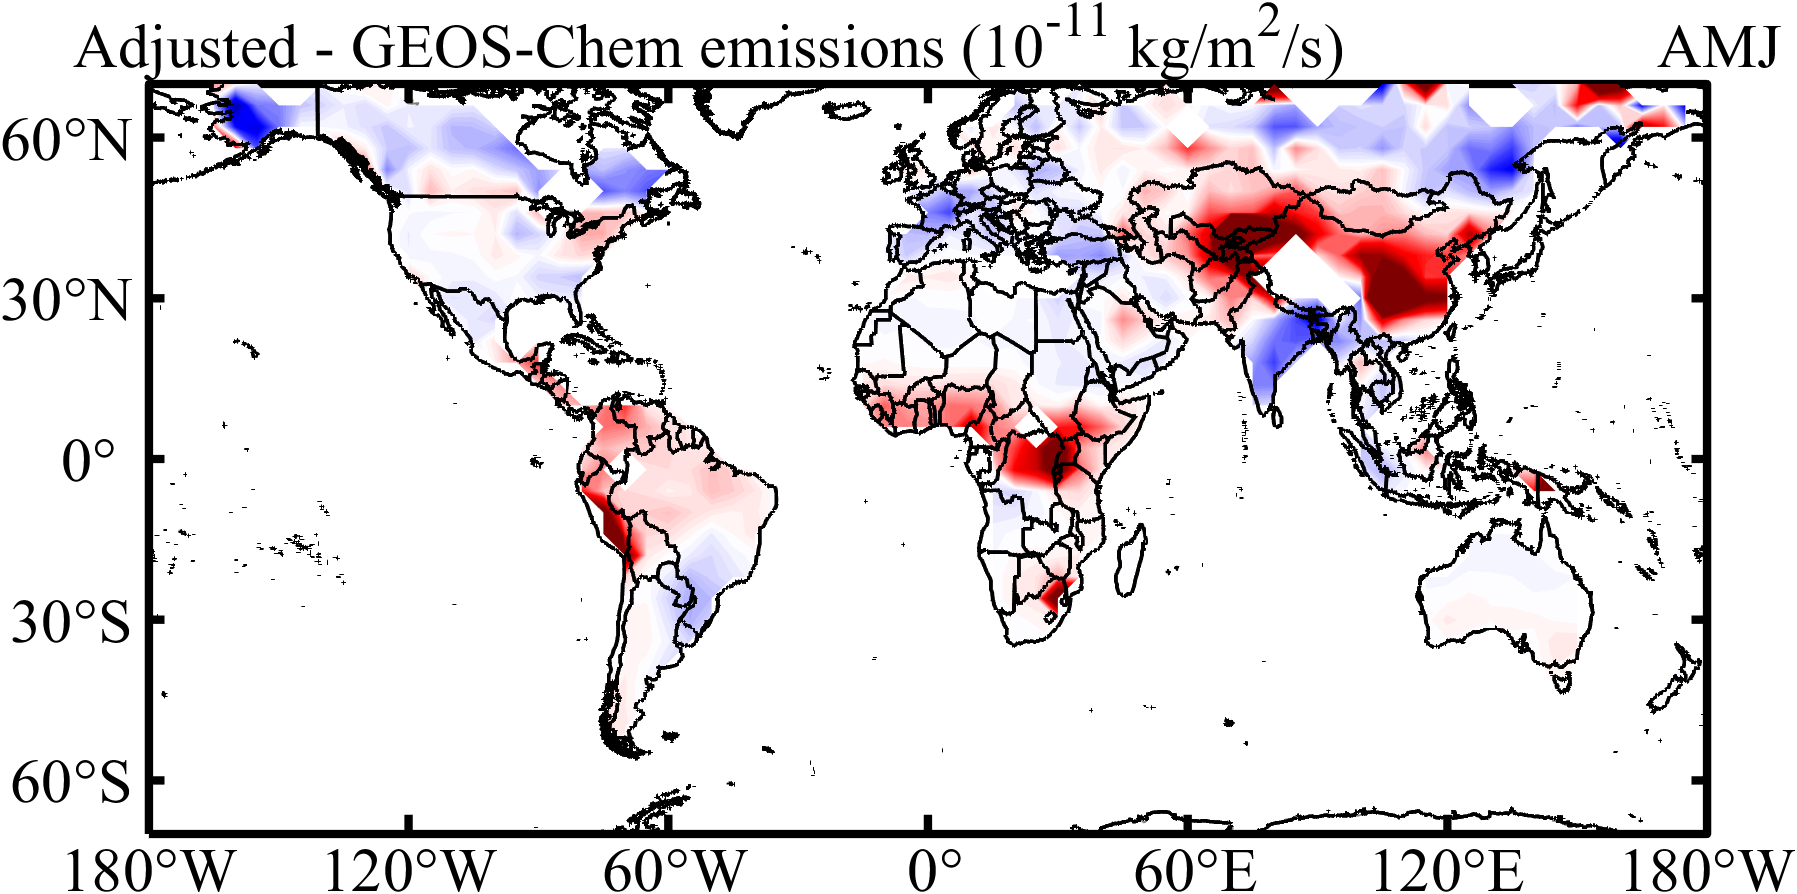 Adjusted - GEOS-Chem emissions (10⁻¹¹ kg/m²/s) AMJ
60°N
30°N
0°
30°S
60°S
180°W 120°W 60°W 0° 60°E 120°E 180°W